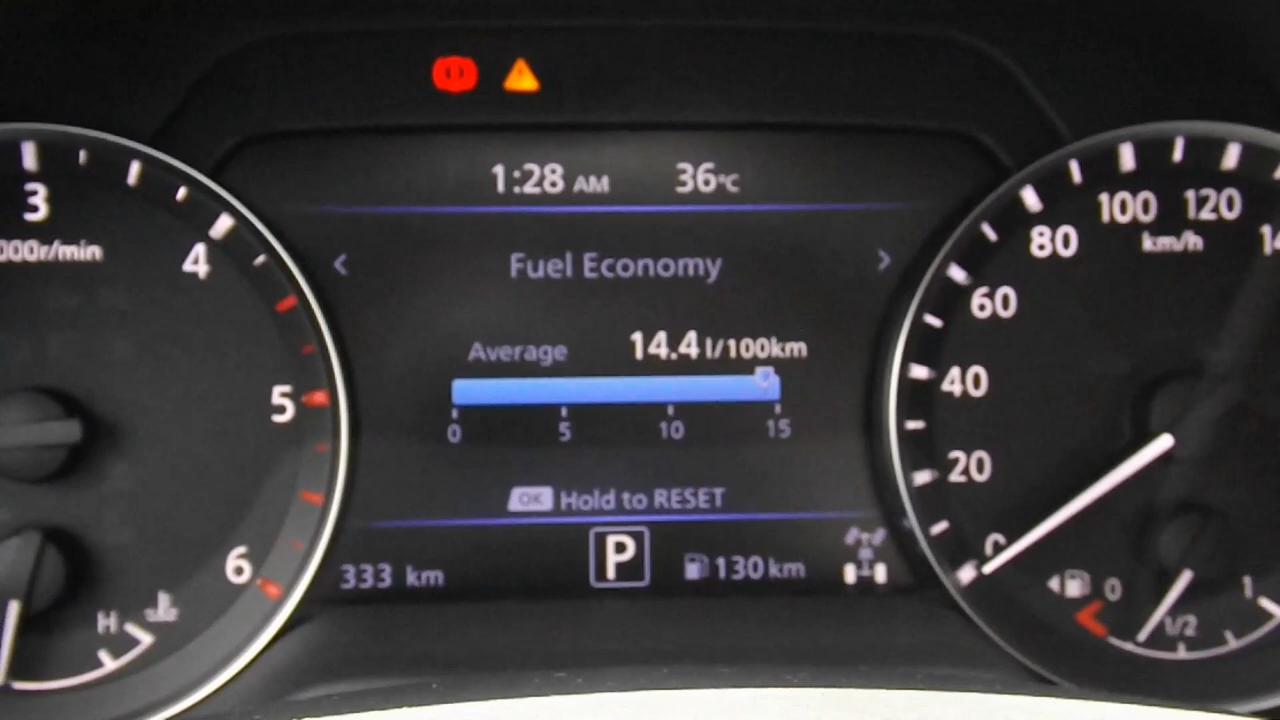 1:28 AM 36°C
< Fuel Economy >
Average 14.4 l/100km
0 5 10 15
OK Hold to RESET
333 km P 130 km
3
000r/min
4
5
6
H
0
20
40
60
80
100
120
14
km/h
0 1/2 1